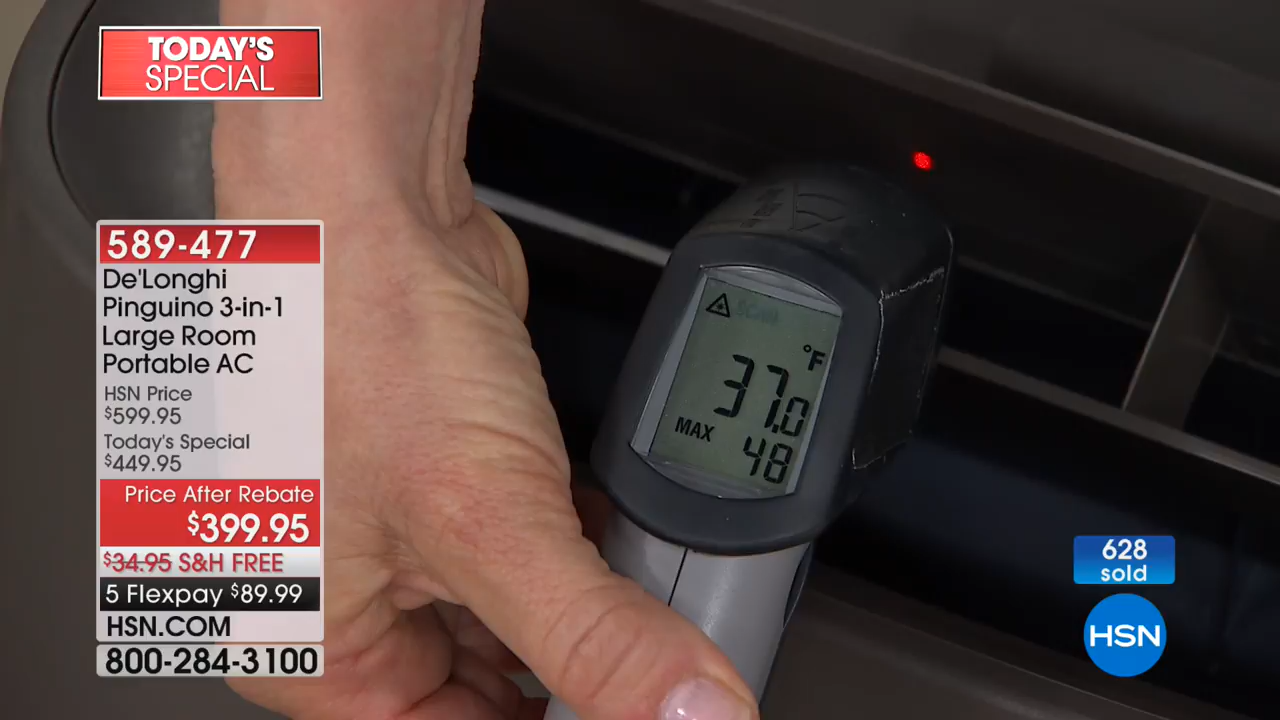 TODAY'S
SPECIAL
589-477
De'Longhi
Pinguino 3-in-1
Large Room
Portable AC
HSN Price
$599.95
Today's Special
$449.95
Price After Rebate
$399.95
$34.95 S&H FREE
5 Flexpay $89.99
HSN.COM
800-284-3100
SCAN
°F
37.0
MAX
48
628
sold
HSN